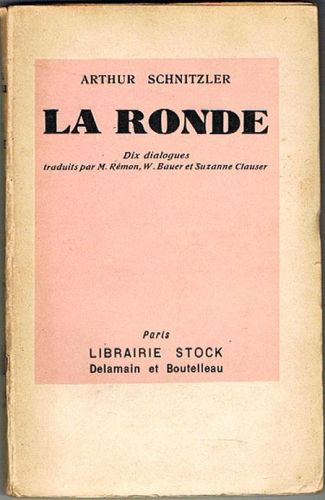 ARTHUR SCHNITZLER
LA RONDE
Dix dialogues
traduits par M. Rémon, W. Bauer et Suzanne Clauser
Paris
LIBRAIRIE STOCK
Delamain et Boutelleau